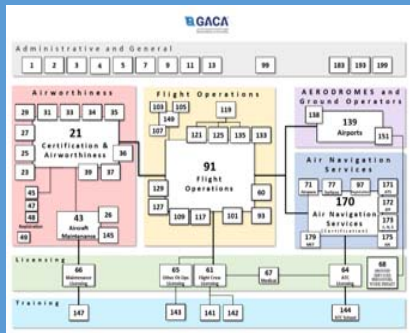 GACA
Administrative and General
1 2 3 4 5 7 9 11 13 99 183 193 199
Airworthiness
29 31 33 34 35
27
21
Certification &
Airworthiness
25
36
23
39 37
45
47
48
Registration
49
43
Aircraft
Maintenance
26
145
Flight Operations
103 105
149
107
119
121 125 135 133
91
Flight
Operations
129
127
60
109 117 101 93
AERODROMES and
Ground Operators
138
139
Airports
151
Air Navigation
Services
71 77 97 171
172
173
170
Air Navigation
Services
(Certification)
179
175
Licensing
66
Maintenance
Licensing
65
Licensing
61
Flight Crew
Licensing
67
Medical
64
ATC
Licensing
68
Training
147
143
141 142
144
ATC School